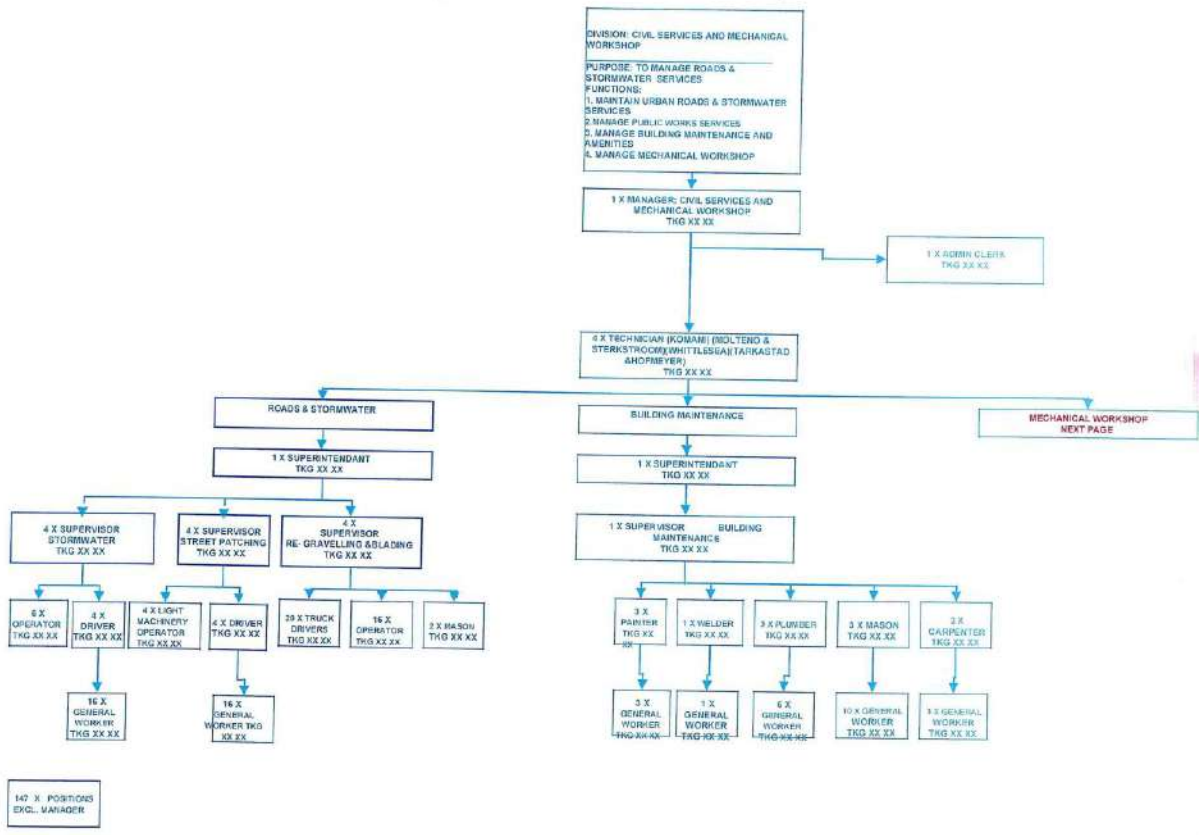 DIVISION: CIVIL SERVICES AND MECHANICAL
WORKSHOP
PURPOSE: TO MANAGE ROADS &
STORMWATER SERVICES
FUNCTIONS:
1. MAINTAIN URBAN ROADS & STORMWATER
SERVICES
2. MANAGE PUBLIC WORKS SERVICES
3. MANAGE BUILDING MAINTENANCE AND
AMENITIES
4. MANAGE MECHANICAL WORKSHOP
1 X MANAGER; CIVIL SERVICES AND
MECHANICAL WORKSHOP
TKG XX XX
1 X ADMIN CLERK
TKG XX XX
4 X TECHNICIAN (KOMANI) (MOLTENO &
STERKSTROOM)(WHITTLESEA)(TARKASTAD
&HOFMEYER)
TKG XX XX
ROADS & STORMWATER
BUILDING MAINTENANCE
MECHANICAL WORKSHOP
NEXT PAGE
1 X SUPERINTENDANT
TKG XX XX
1 X SUPERINTENDANT
TKG XX XX
4 X SUPERVISOR
STORMWATER
TKG XX XX
4 X SUPERVISOR
STREET PATCHING
TKG XX XX
4 X
SUPERVISOR
RE- GRAVELLING &BLADING
TKG XX XX
1 X SUPERVISOR BUILDING
MAINTENANCE
TKG XX XX
6 X
OPERATOR
TKG XX XX
4 X
DRIVER
TKG XX XX
4 X LIGHT
MACHINERY
OPERATOR
TKG XX XX
4 X DRIVER
TKG XX XX
20 X TRUCK
DRIVERS
TKG XX XX
16 X
OPERATOR
TKG XX XX
2 X MASON
TKG XX XX
3 X
PAINTER
TKG XX
XX
1 X WELDER
TKG XX XX
PLUMBER
TKG XX XX
3 X MASON
TKG XX XX
CARPENTER
TKG XX XX
16 X
GENERAL
WORKER
TKG XX XX
16 X
GENERAL
WORKER TKG
XX XX
3 X
GENERAL
WORKER
TKG XX XX
1 X
GENERAL
WORKER
TKG XX XX
6 X
GENERAL
WORKER
TKG XX XX
10 X GENERAL
WORKER
TKG XX XX
GENERAL
WORKER
TKG XX XX
147 X POSITIONS
EXCL. MANAGER